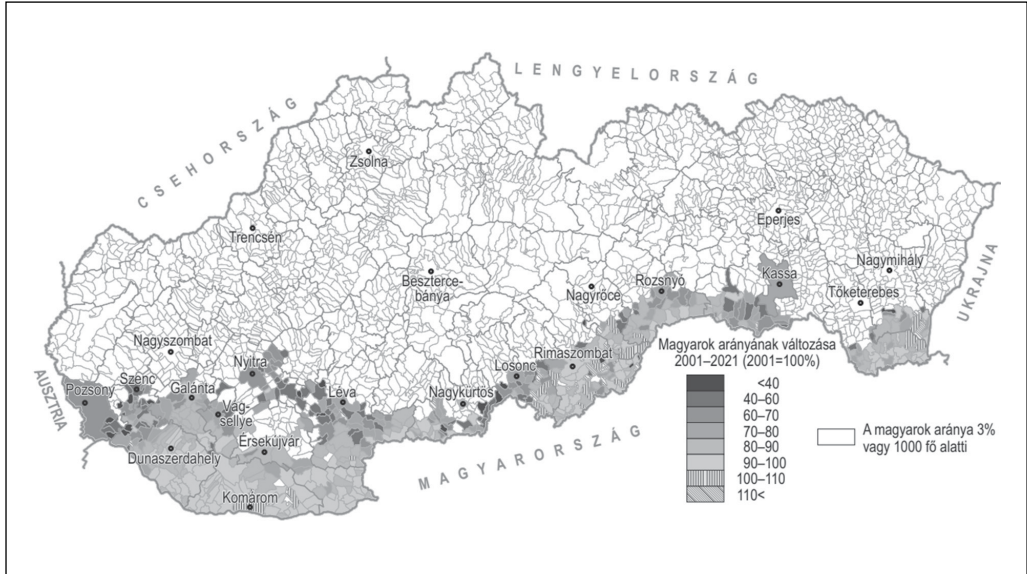 LENGYELORSZÁG
CSEHORSZÁG
Zsolna
Eperjes
Trencsén
Nagymihály
Kassa
Besztercebánya
Rozsnyó
Nagyrőce
Tőketerebes
UKRAJNA
Nagyszombat
Rimaszombat
Magyarok arányának változása
2001–2021 (2001=100%)
Nyitra
Losonc
AUSZTRIA
Szenc
Pozsony
Galánta
Léva
Nagykürtös
<40
40–60
60–70
70–80
80–90
90–100
100–110
110<
A magyarok aránya 3%
vagy 1000 fő alatti
Vág-
sellye
Érsekújvár
Dunaszerdahely
MAGYARORSZÁG
Komárom